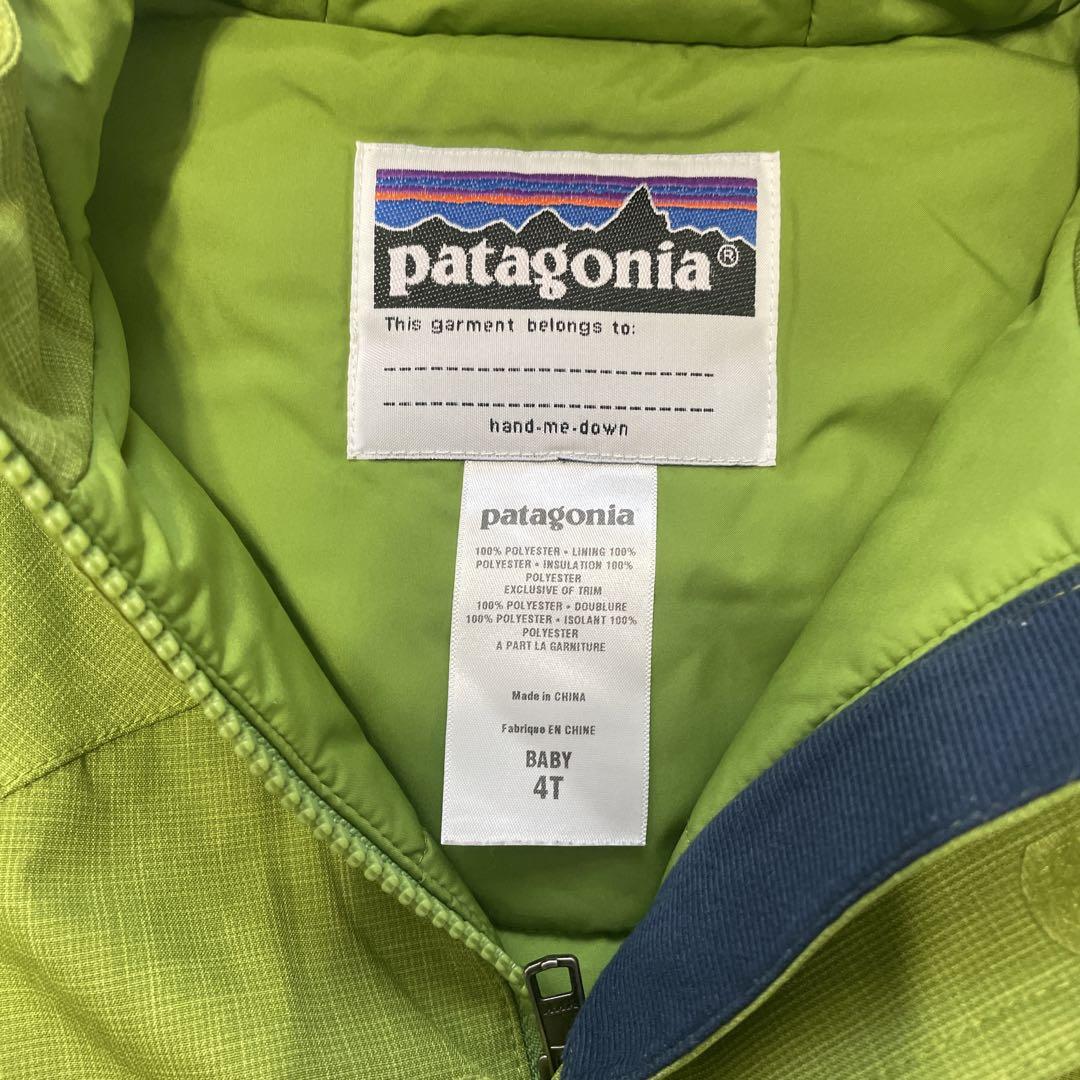 patagonia®
This garment belongs to:
hand-me-down
patagonia
100% POLYESTER • LINING 100%
POLYESTER • INSULATION 100%
POLYESTER
EXCLUSIVE OF TRIM
100% POLYESTER • DOUBLURE
100% POLYESTER • ISOLANT 100%
POLYESTER
A PART LA GARNITURE
Made in CHINA
Fabrique EN CHINE
BABY
4T